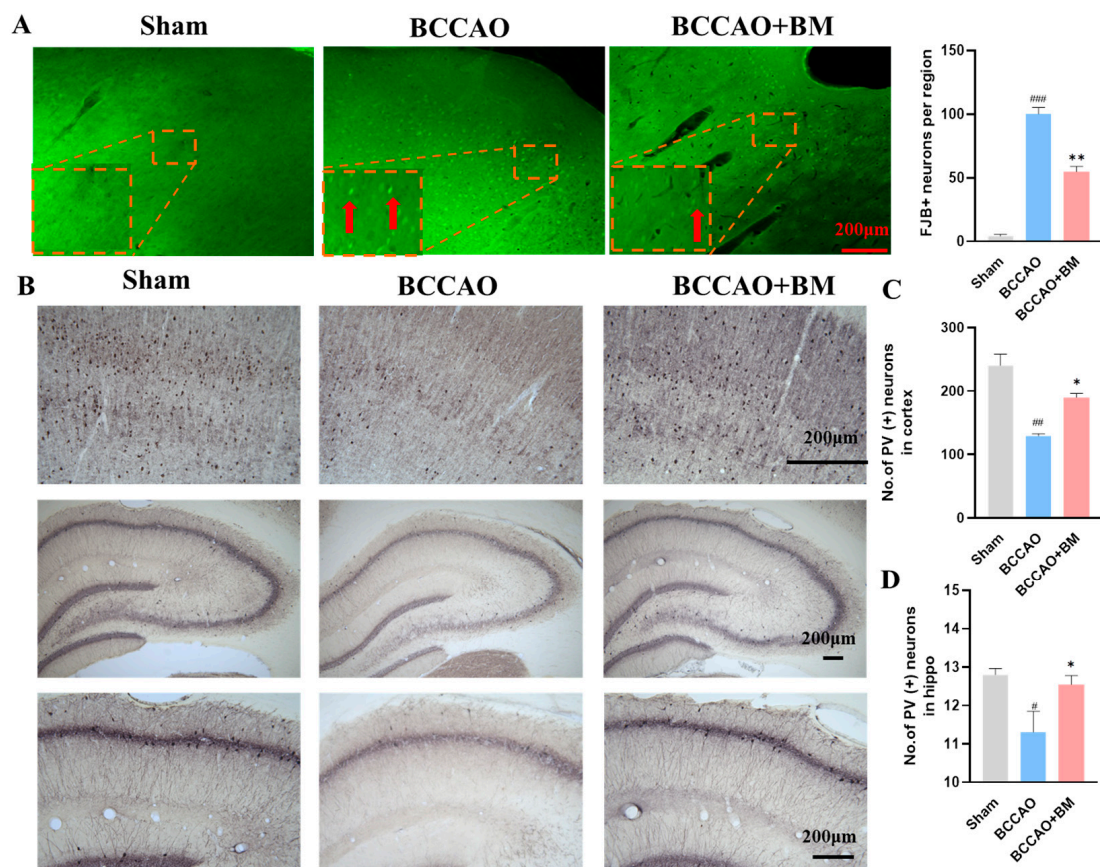 A
Sham
BCCAO
BCCAO+BM
200μm
FJB+ neurons per region
150
100
50
0
###
**
Sham
BCCAO
BCCAO+BM
B
Sham
BCCAO
BCCAO+BM
200μm
200μm
200μm
C
No.of PV (+) neurons
in cortex
300
200
100
0
##
*
Sham
BCCAO
BCCAO+BM
D
No.of PV (+) neurons
in hippo
15
14
13
12
11
10
#
*
Sham
BCCAO
BCCAO+BM